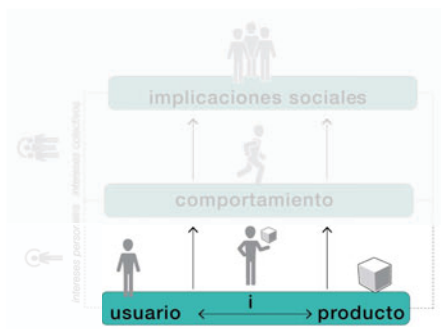 implicaciones sociales
intereses colectivos
comportamiento
intereses personales
usuario
i
producto